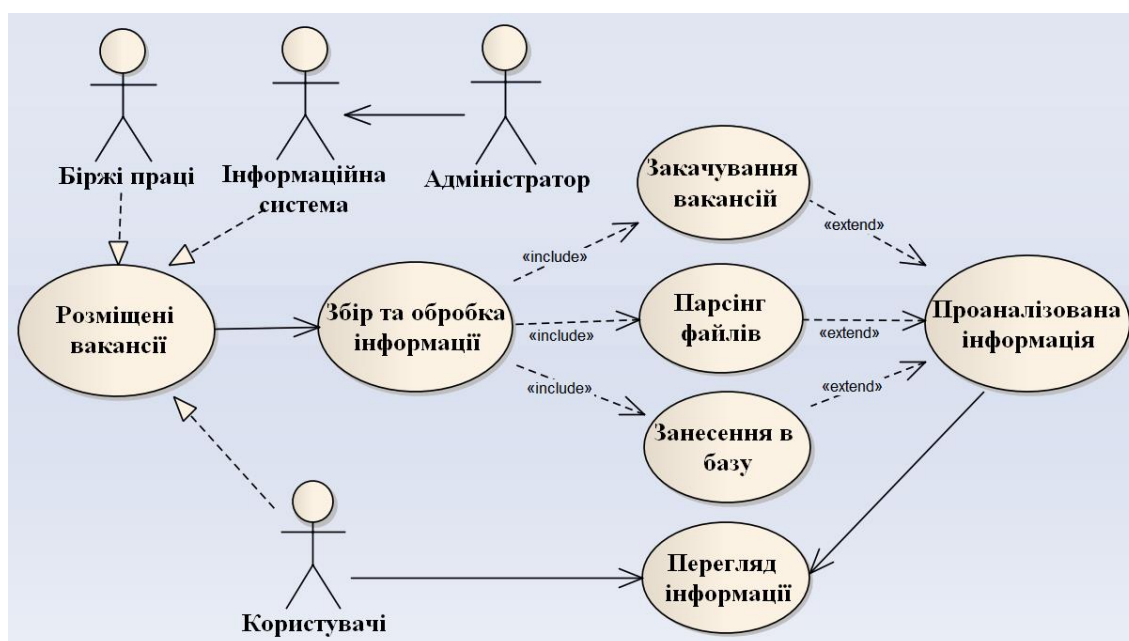 Біржі праці
Інформаційна
система
Адміністратор
Закачування
вакансій
«include»
«extend»
Розміщені
вакансії
Збір та обробка
інформації
«include»
Парсінг
файлів
«extend»
Проаналізована
інформація
«include»
Занесення в
базу
«extend»
Користувачі
Перегляд
інформації